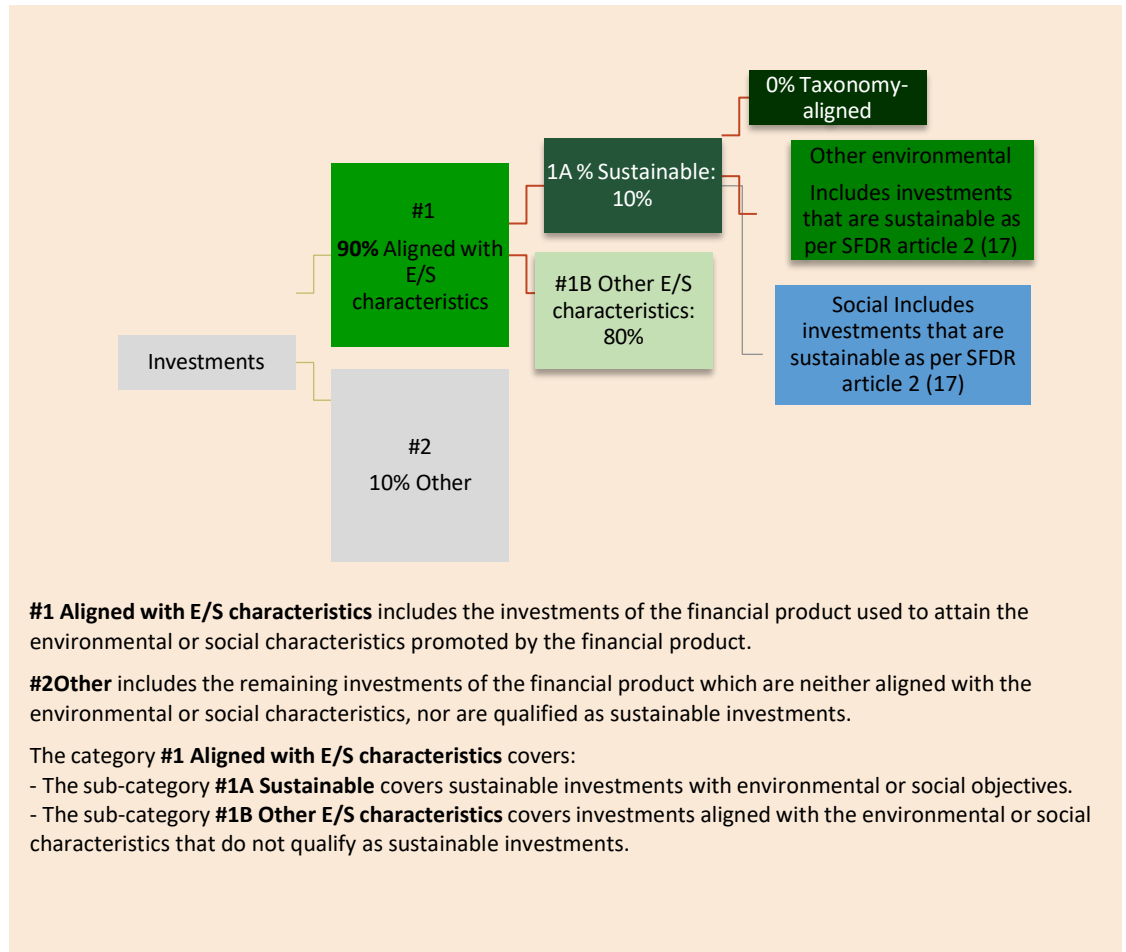 0% Taxonomy-
aligned
Other environmental
Includes investments
that are sustainable as
per SFDR article 2 (17)
1A % Sustainable:
10%
#1
90% Aligned with
E/S
characteristics
#1B Other E/S
characteristics:
80%
Social Includes
investments that are
sustainable as per SFDR
article 2 (17)
Investments
#2
10% Other
#1 Aligned with E/S characteristics includes the investments of the financial product used to attain the
environmental or social characteristics promoted by the financial product.
#2Other includes the remaining investments of the financial product which are neither aligned with the
environmental or social characteristics, nor are qualified as sustainable investments.
The category #1 Aligned with E/S characteristics covers:
- The sub-category #1A Sustainable covers sustainable investments with environmental or social objectives.
- The sub-category #1B Other E/S characteristics covers investments aligned with the environmental or social
characteristics that do not qualify as sustainable investments.